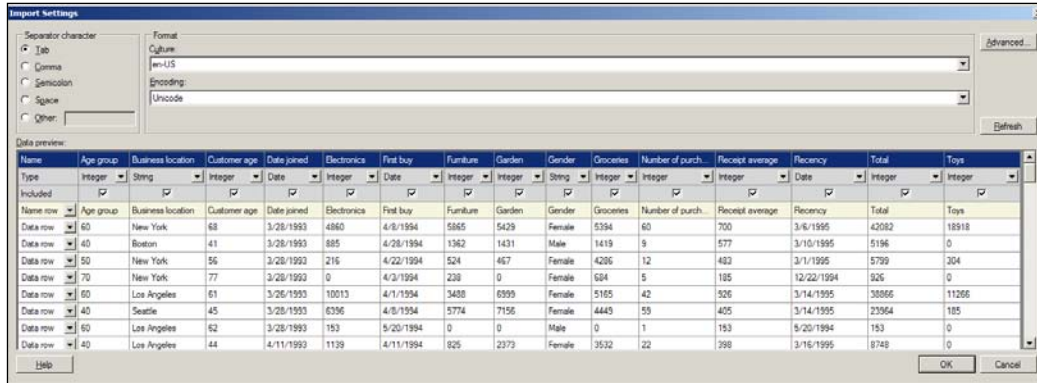 Import Settings
Separator character
Tab
Comma
Semicolon
Space
Other:
Format
Culture:
en-US
Encoding:
Unicode
Advanced...
Refresh
Data preview:
Name Age group Business location Customer age Date joined Electronics First buy Furniture Garden Gender Groceries Number of purch... Receipt average Recency Total Toys
Type Integer String Integer Date Integer Date Integer Integer String Integer Integer Integer Date Integer Integer
Included
Name row Age group Business location Customer age Date joined Electronics First buy Furniture Garden Gender Groceries Number of purch... Receipt average Recency Total Toys
Data row 60 New York 68 3/28/1993 4860 4/8/1994 5865 5429 Female 5394 60 700 3/6/1995 42082 18918
Data row 40 Boston 41 3/28/1993 885 4/28/1994 1362 1431 Male 1419 9 577 3/10/1995 5196 0
Data row 50 New York 56 3/28/1993 216 4/22/1994 524 467 Female 4286 12 483 3/1/1995 5799 304
Data row 70 New York 77 3/28/1993 0 4/3/1994 238 0 Female 684 5 185 12/22/1994 926 0
Data row 60 Los Angeles 61 3/26/1993 10013 4/1/1994 3488 6999 Female 5165 42 926 3/14/1995 38866 11266
Data row 40 Seattle 45 3/28/1993 6396 4/8/1994 5774 7156 Female 4449 59 405 3/14/1995 23964 185
Data row 60 Los Angeles 62 3/28/1993 153 5/20/1994 0 0 Male 0 1 153 5/20/1994 153 0
Data row 40 Los Angeles 44 4/11/1993 1139 4/11/1994 825 2373 Female 3532 22 398 3/16/1995 8748 0
Help
OK
Cancel